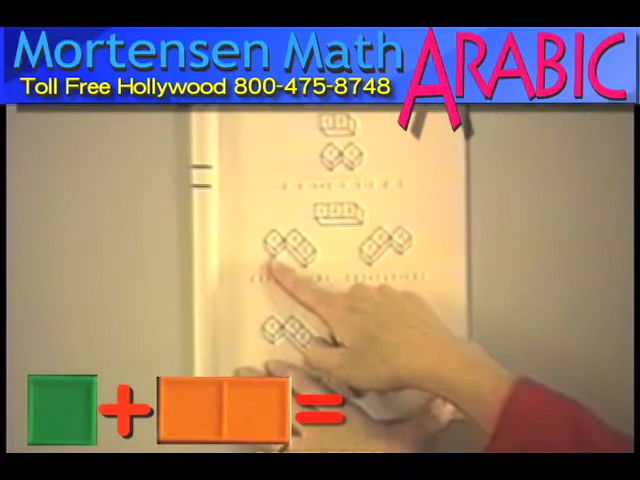 Mortensen Math
ARABIC
Toll Free Hollywood 800-475-8748
+
=